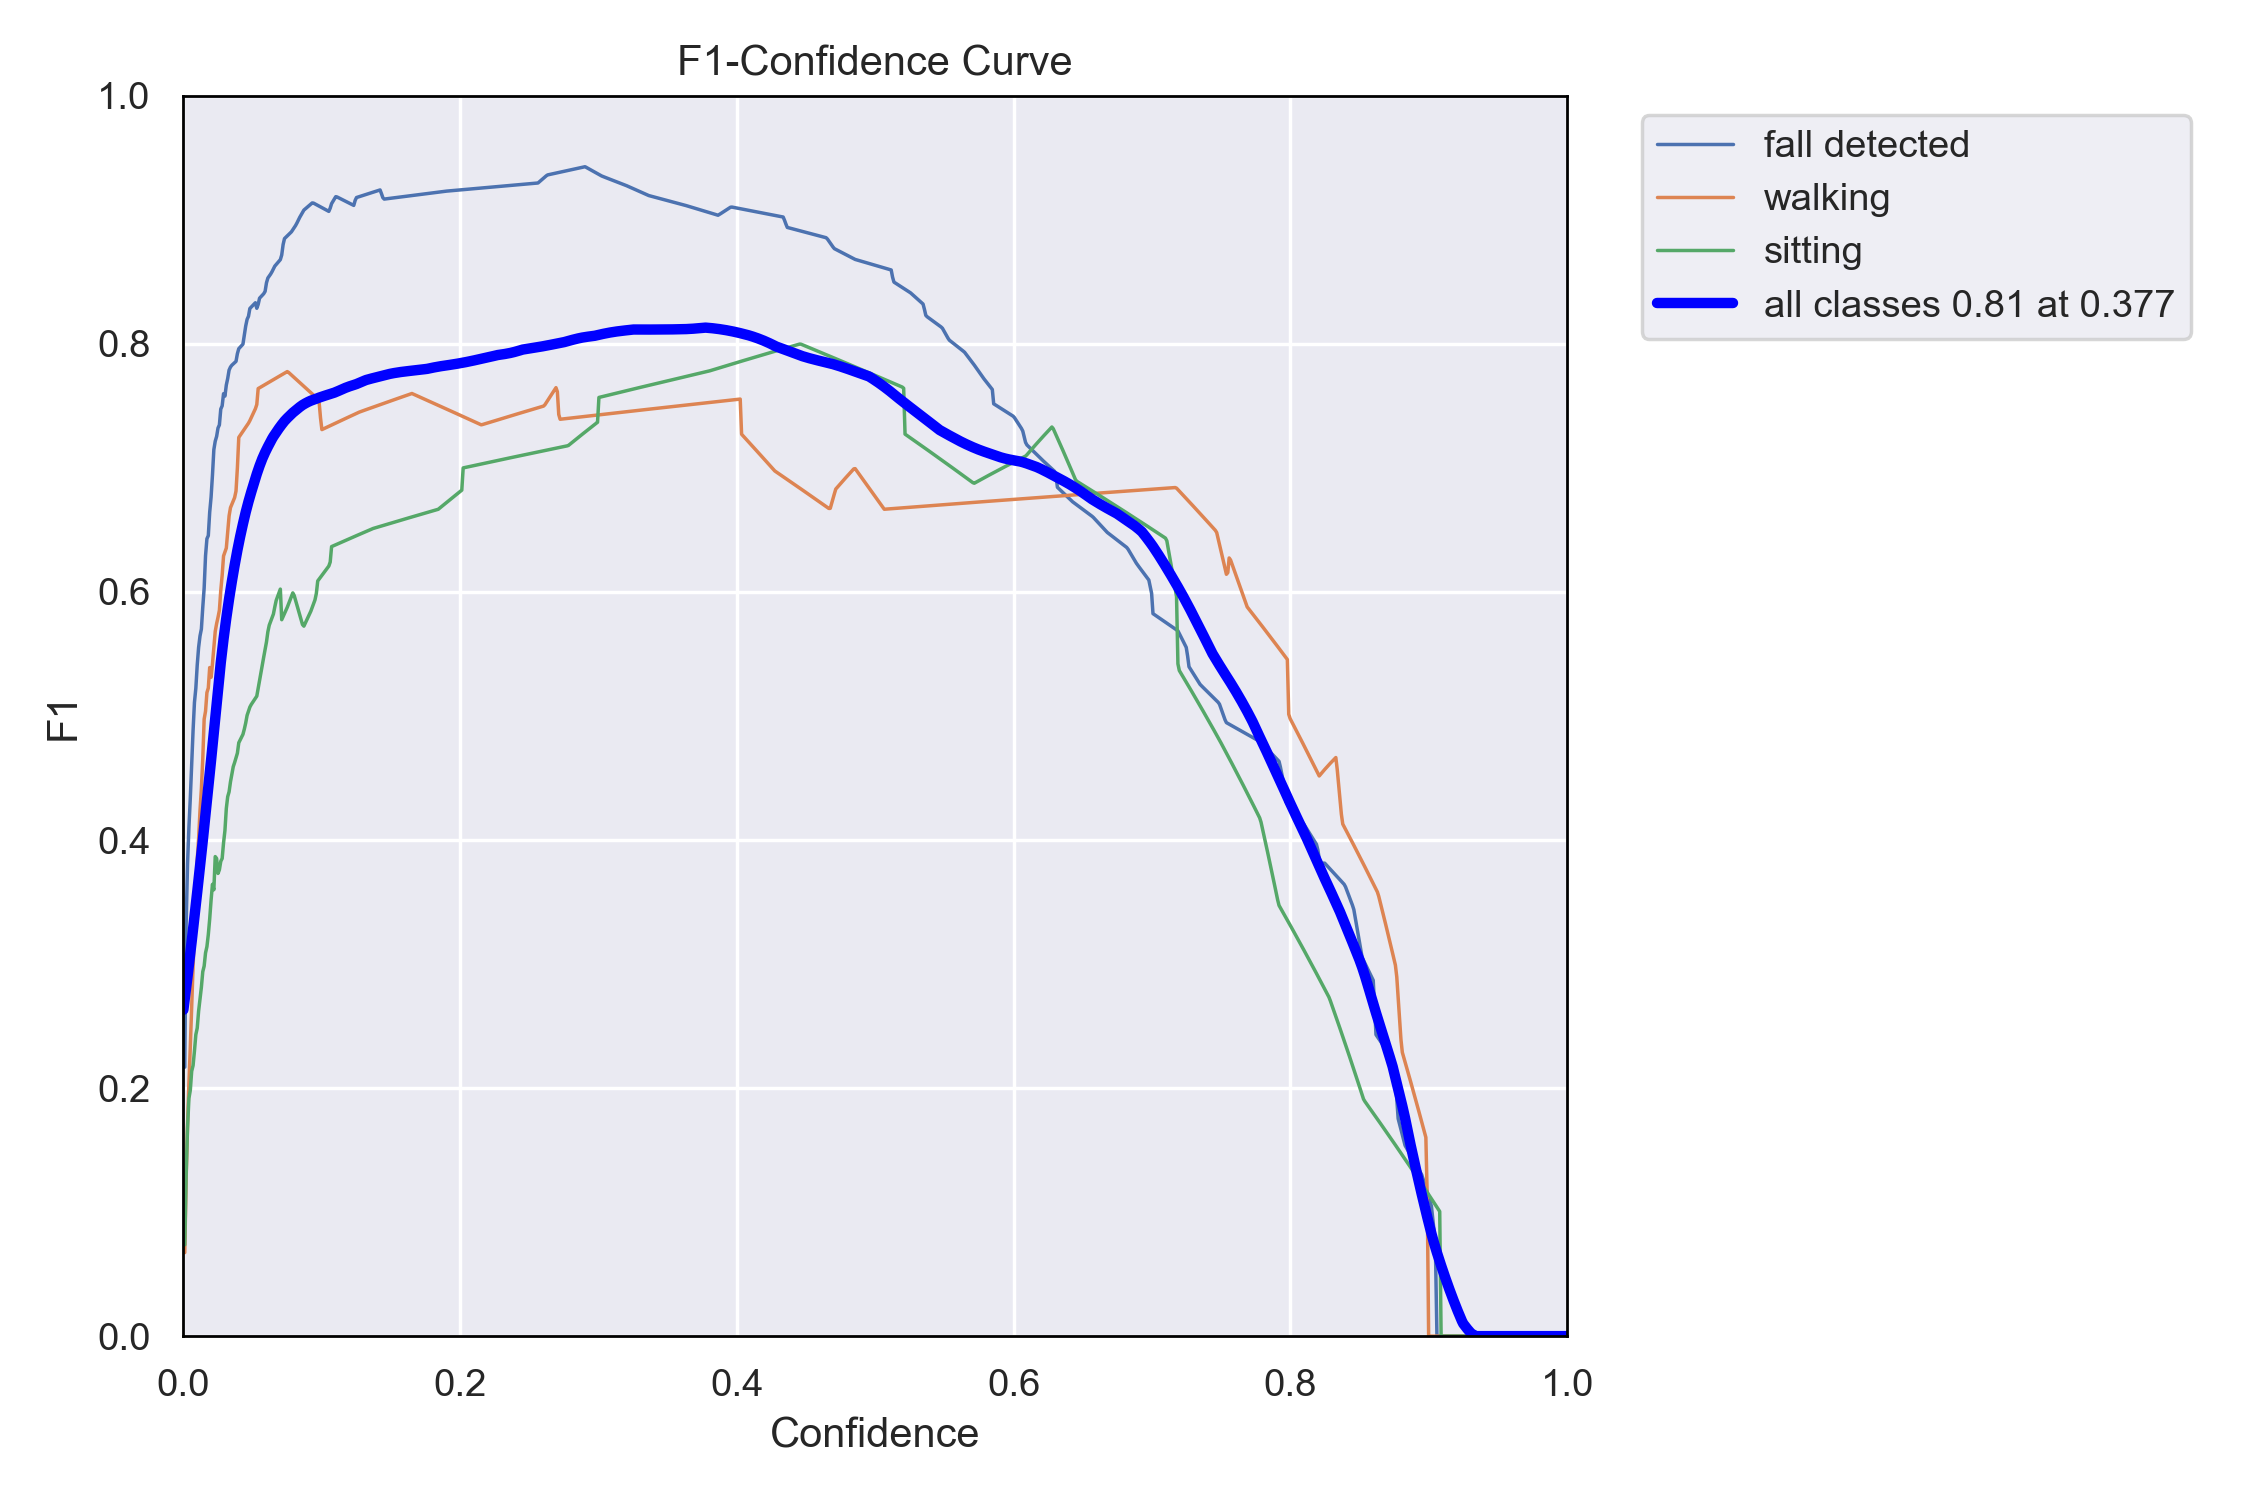 F1-Confidence Curve
fall detected
walking
sitting
all classes 0.81 at 0.377
F1
1.0
0.8
0.6
0.4
0.2
0.0
0.0 0.2 0.4 0.6 0.8 1.0
Confidence